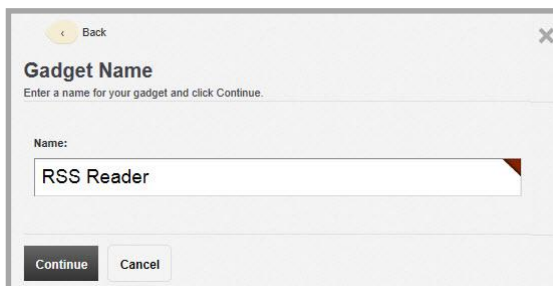 ‹ Back
Gadget Name
Enter a name for your gadget and click Continue.
Name:
RSS Reader
Continue Cancel